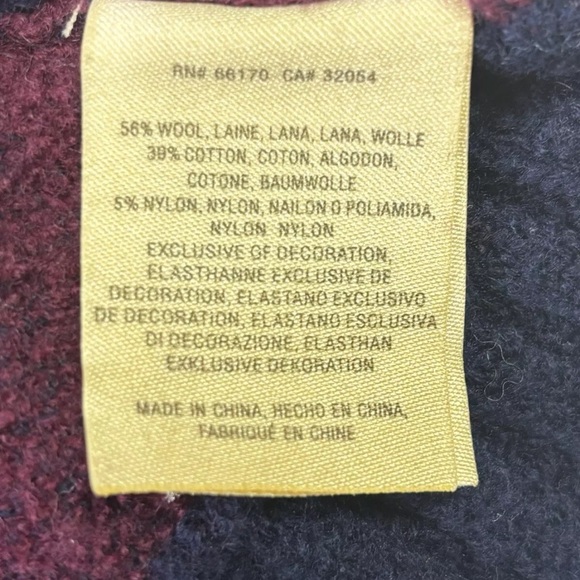 RN# 66170 CA# 32054
56% WOOL, LAINE, LANA, LANA, WOLLE
39% COTTON, COTON, ALGODON,
COTONE, BAUMWOLLE
5% NYLON, NYLON, NAILON O POLIAMIDA,
NYLON NYLON
EXCLUSIVE OF DECORATION,
ELASTHANNE EXCLUSIVE DE
DECORATION, ELASTANO EXCLUSIVO
DE DECORATION, ELASTANO ESCLUSIVA
DI DECORAZIONE, ELASTHAN
EXKLUSIVE DEKORATION
MADE IN CHINA, HECHO EN CHINA,
FABRIQUÉ EN CHINE